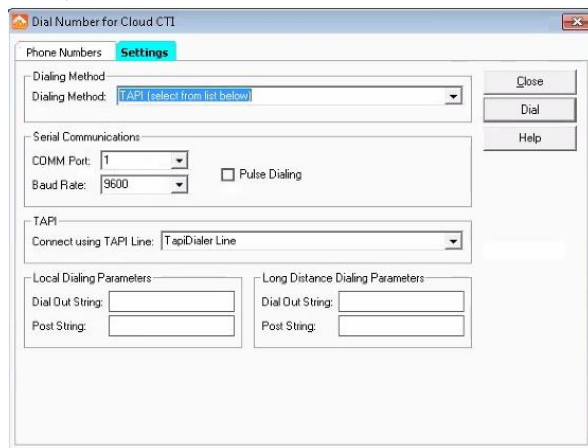 Dial Number for Cloud CTI
Phone Numbers Settings
Dialing Method
Dialing Method: TAPI (select from list below)
Close
Dial
Help
Serial Communications
COMM Port: 1
Baud Rate: 9600
Pulse Dialing
TAPI
Connect using TAPI Line: TapiDialer Line
Local Dialing Parameters
Dial Out String:
Post String:
Long Distance Dialing Parameters
Dial Out String:
Post String: